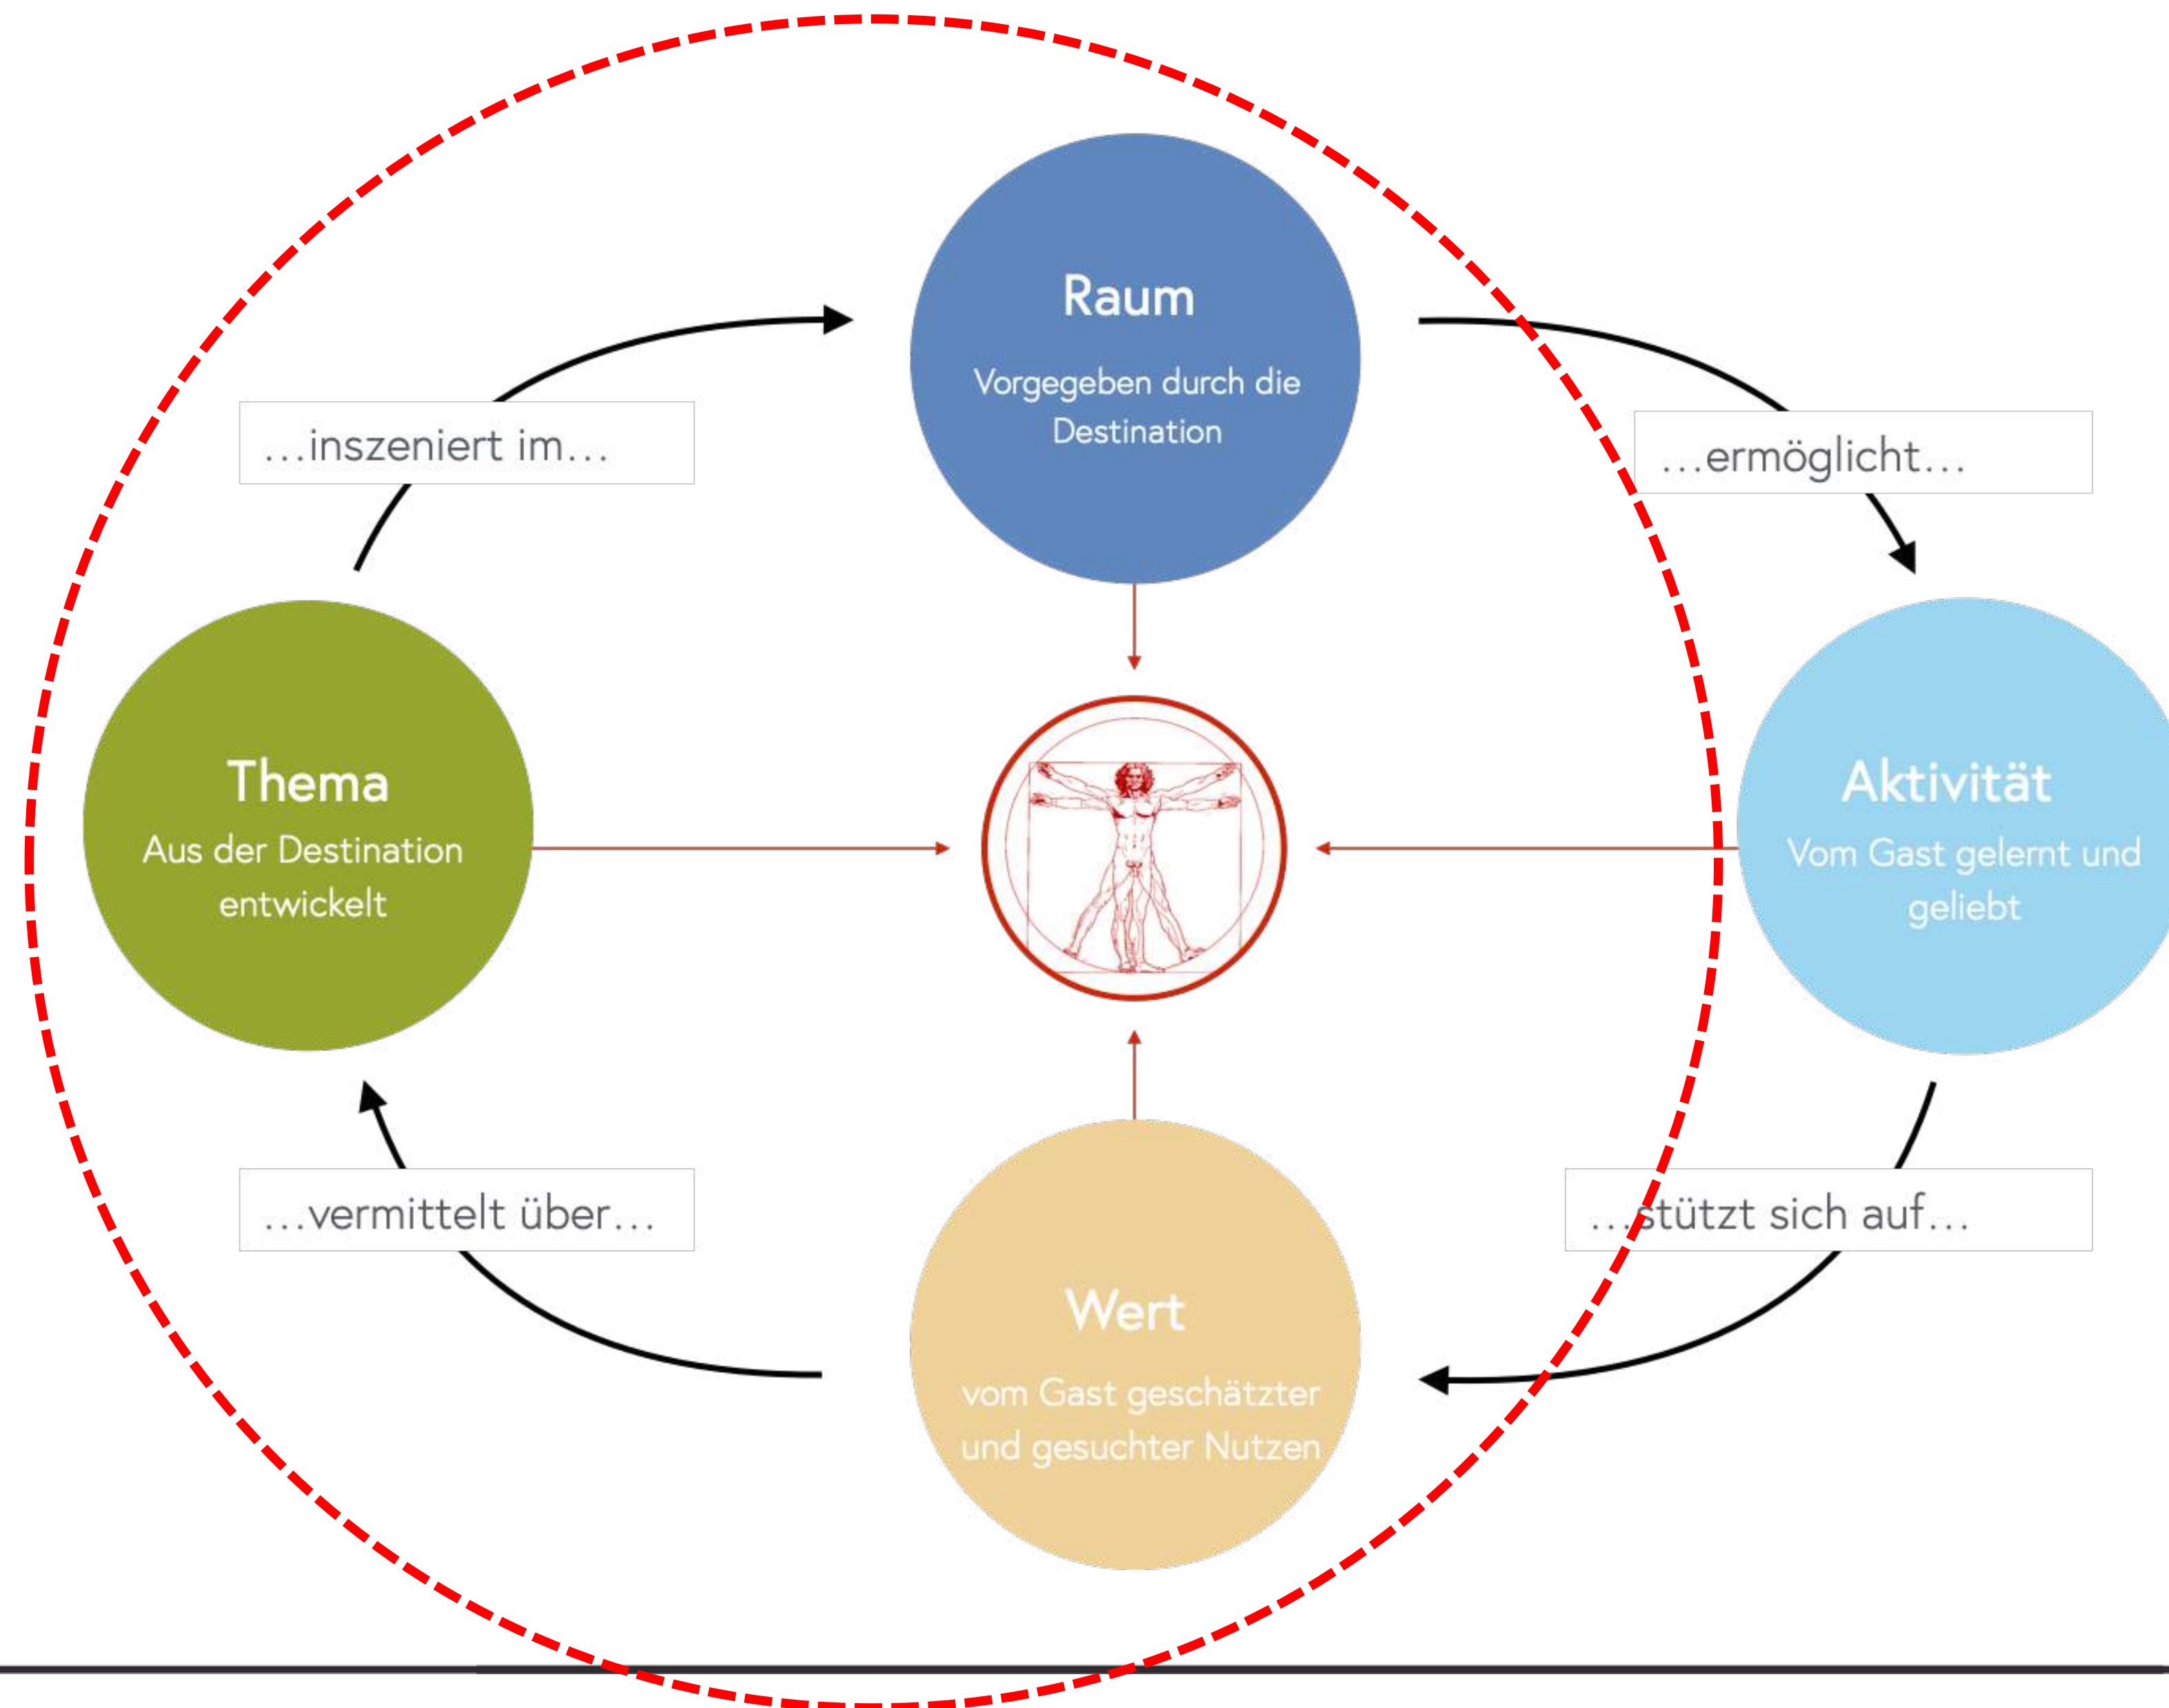 Raum
Vorgegeben durch die
Destination
...inszeniert im...
...ermöglicht...
Thema
Aus der Destination
entwickelt
Aktivität
Vom Gast gelernt und
geliebt
...vermittelt über...
...stützt sich auf...
Wert
vom Gast geschätzter
und gesuchter Nutzen